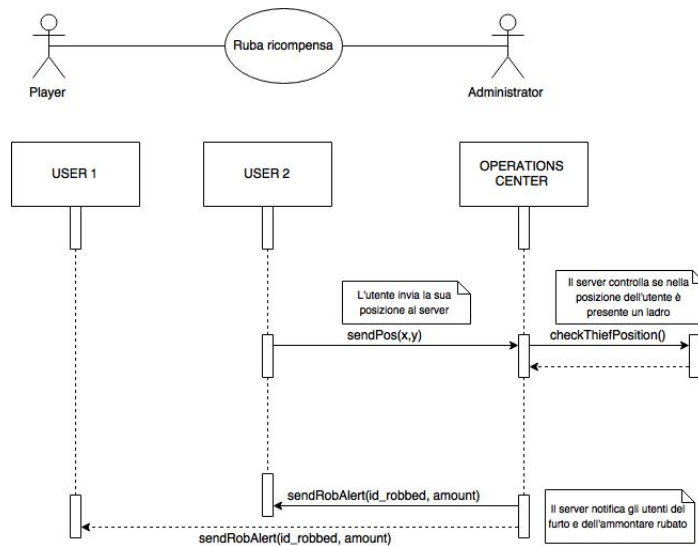 Ruba ricompensa
Player
Administrator
USER 1
USER 2
OPERATIONS
CENTER
L'utente invia la sua
posizione al server
Il server controlla se nella
posizione dell'utente è
presente un ladro
sendPos(x,y)
checkThiefPosition()
sendRobAlert(id_robbed, amount)
Il server notifica gli utenti del
furto e dell'ammontare rubato
sendRobAlert(id_robbed, amount)